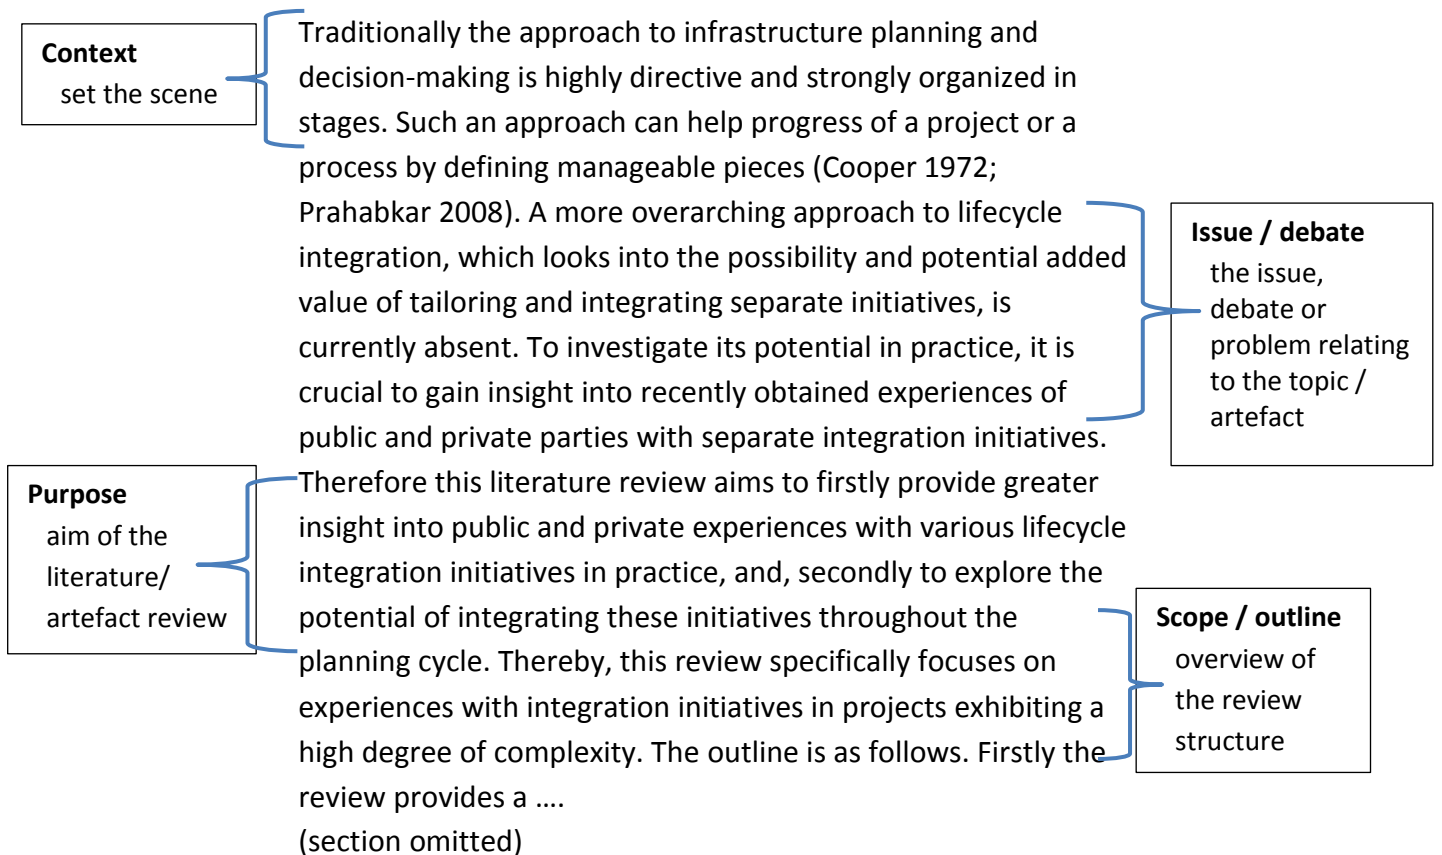 Context
set the scene
Traditionally the approach to infrastructure planning and
decision-making is highly directive and strongly organized in
stages. Such an approach can help progress of a project or a
process by defining manageable pieces (Cooper 1972;
Prahabkar 2008). A more overarching approach to lifecycle
integration, which looks into the possibility and potential added
value of tailoring and integrating separate initiatives, is
currently absent. To investigate its potential in practice, it is
crucial to gain insight into recently obtained experiences of
public and private parties with separate integration initiatives.
Therefore this literature review aims to firstly provide greater
insight into public and private experiences with various lifecycle
integration initiatives in practice, and, secondly to explore the
potential of integrating these initiatives throughout the
planning cycle. Thereby, this review specifically focuses on
experiences with integration initiatives in projects exhibiting a
high degree of complexity. The outline is as follows. Firstly the
review provides a ….
(section omitted)
Issue / debate
the issue,
debate or
problem relating
to the topic /
artefact
Purpose
aim of the
literature/
artefact review
Scope / outline
overview of
the review
structure